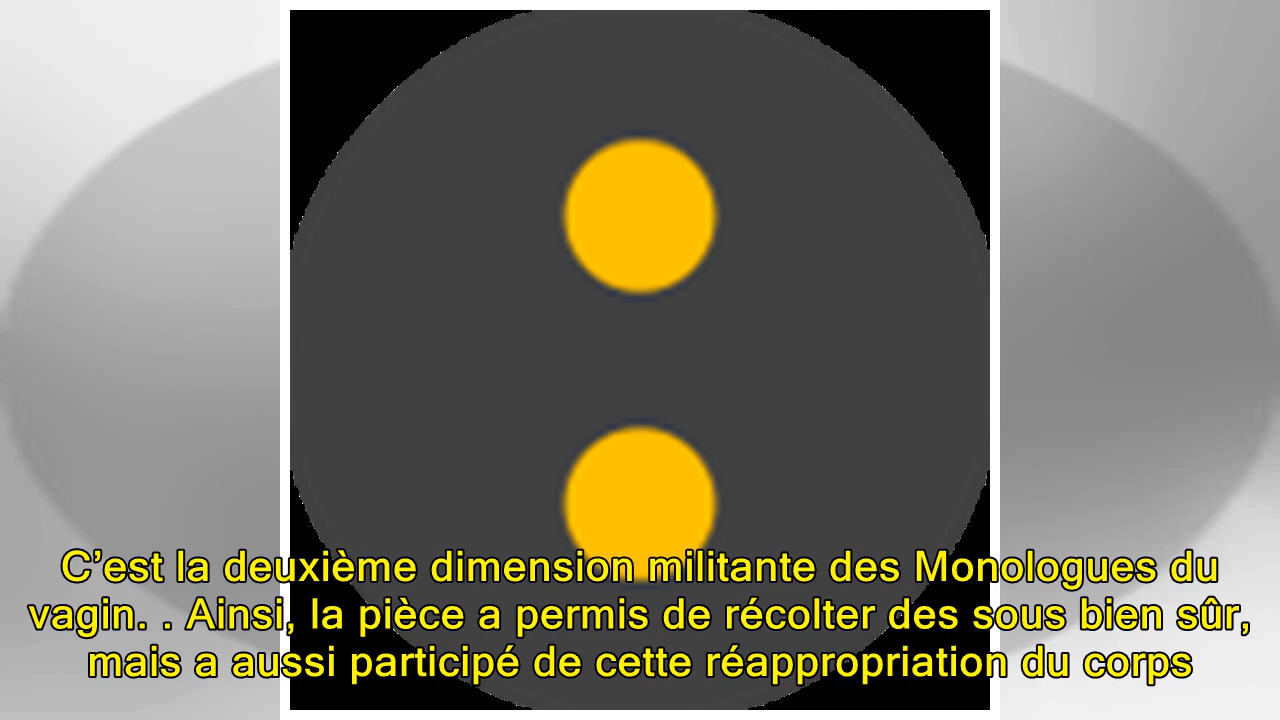 C’est la deuxième dimension militante des Monologues du
vagin. . Ainsi, la pièce a permis de récolter des sous bien sûr,
mais a aussi participé de cette réappropriation du corps